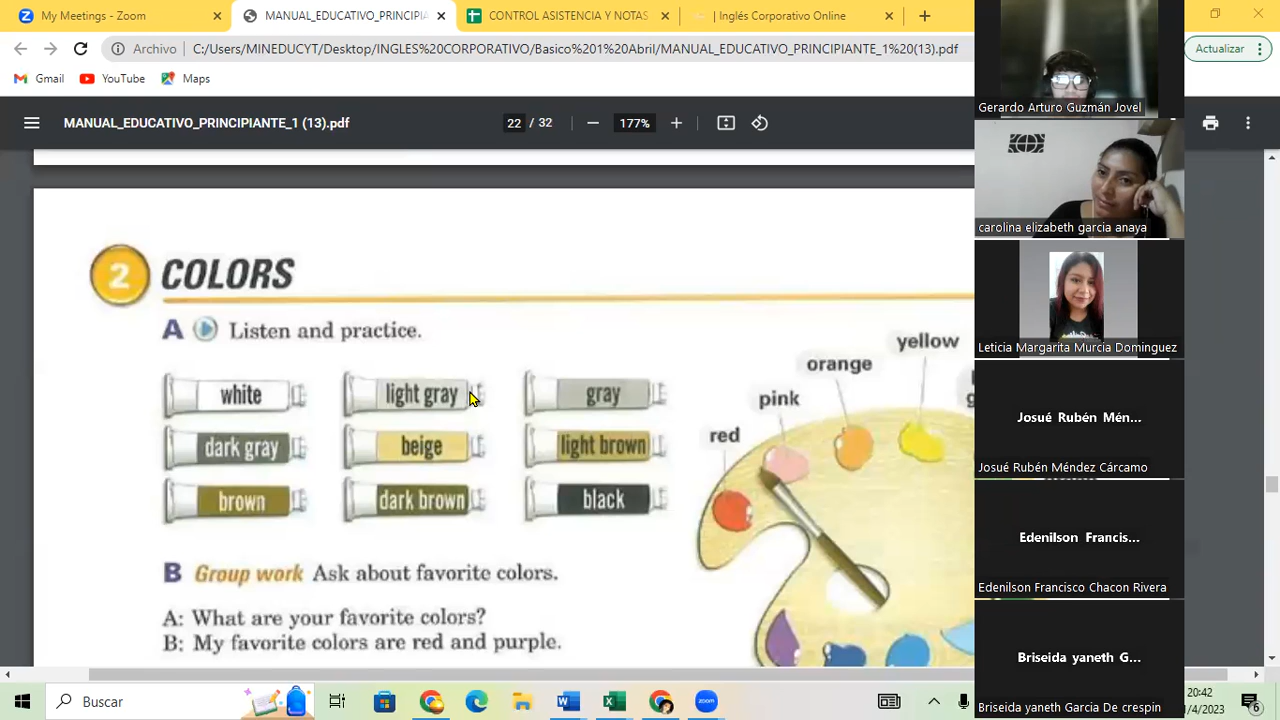 My Meetings - Zoom
MANUAL_EDUCATIVO_PRINCIPIA
CONTROL ASISTENCIA Y NOTAS
| Inglés Corporativo Online
Archivo
C:/Users/MINEDUCYT/Desktop/INGLES%20CORPORATIVO/Basico%201%20Abril/MANUAL_EDUCATIVO_PRINCIPIANTE_1%20(13).pdf
Actualizar
Gmail
YouTube
Maps
MANUAL_EDUCATIVO_PRINCIPIANTE_1 (13).pdf
22 / 32
177%
2 COLORS
A Listen and practice.
white
light gray
gray
dark gray
beige
light brown
brown
dark brown
black
red
pink
orange
yellow
B Group work Ask about favorite colors.
A: What are your favorite colors?
B: My favorite colors are red and purple.
Gerardo Arturo Guzmán Jovel
carolina elizabeth garcia anaya
Leticia Margarita Murcia Dominguez
Josué Rubén Mén...
Josué Rubén Méndez Cárcamo
Edenilson Francis...
Edenilson Francisco Chacon Rivera
Briseida yaneth G...
Briseida yaneth Garcia De crespin
Buscar
zoom
20:42
1/4/2023
6